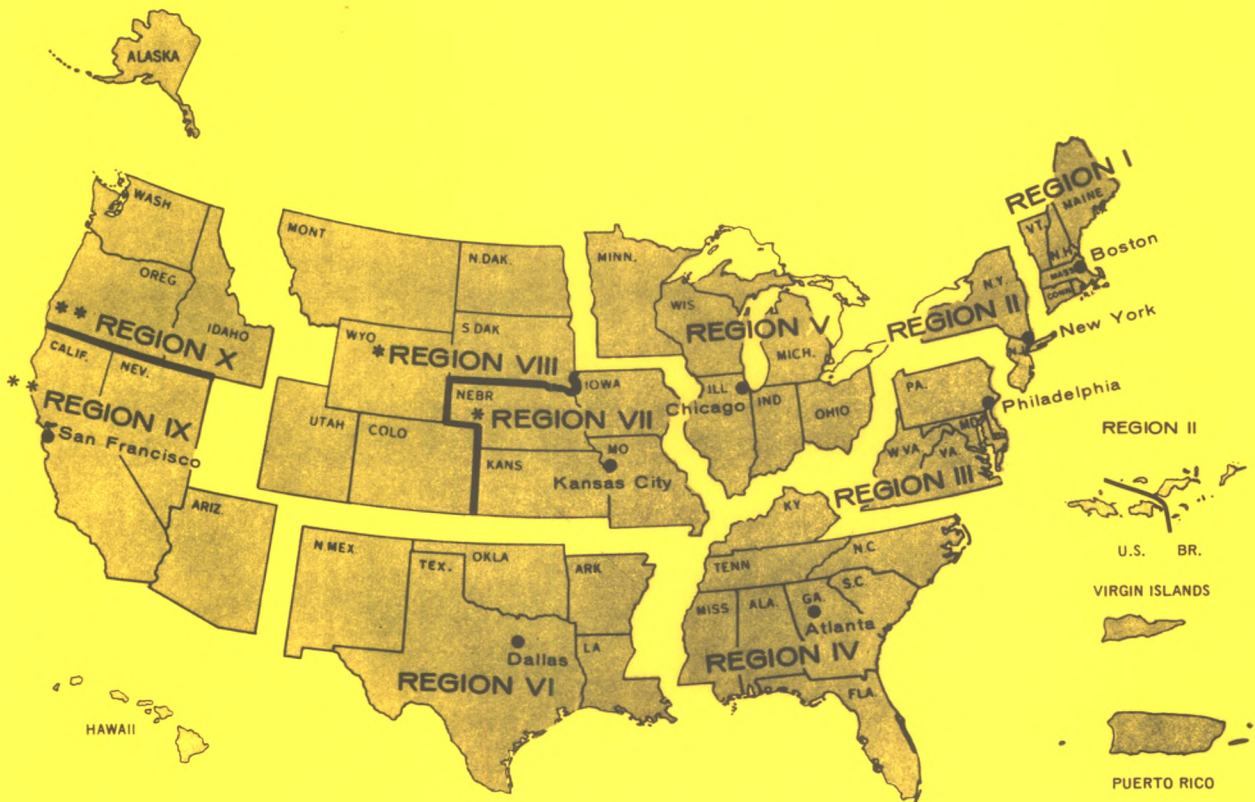 ALASKA
REGION I
WASH
MAINE
VT.
MONT
N.H.
Boston
N.DAK.
MINN.
MASS
OREG
N.Y.
CONN
WIS
** REGION X
IDAHO
WYO
S.DAK
REGION V
REGION II
New York
*REGION VIII
MICH.
CALIF.
NEV.
**
IOWA
PA.
NEBR
ILL
Philadelphia
REGION IX
*
REGION VII
Chicago
IND
OHIO
San Francisco
UTAH
COLO
MD
REGION II
MO
W.VA.
VA.
KANS
Kansas City
REGION III
ARIZ.
KY
N.MEX
OKLA
N.C.
U.S. BR.
TEX.
ARK
TENN
S.C.
VIRGIN ISLANDS
MISS
ALA.
GA.
Atlanta
Dallas
LA
REGION IV
REGION VI
FLA.
HAWAII
PUERTO RICO